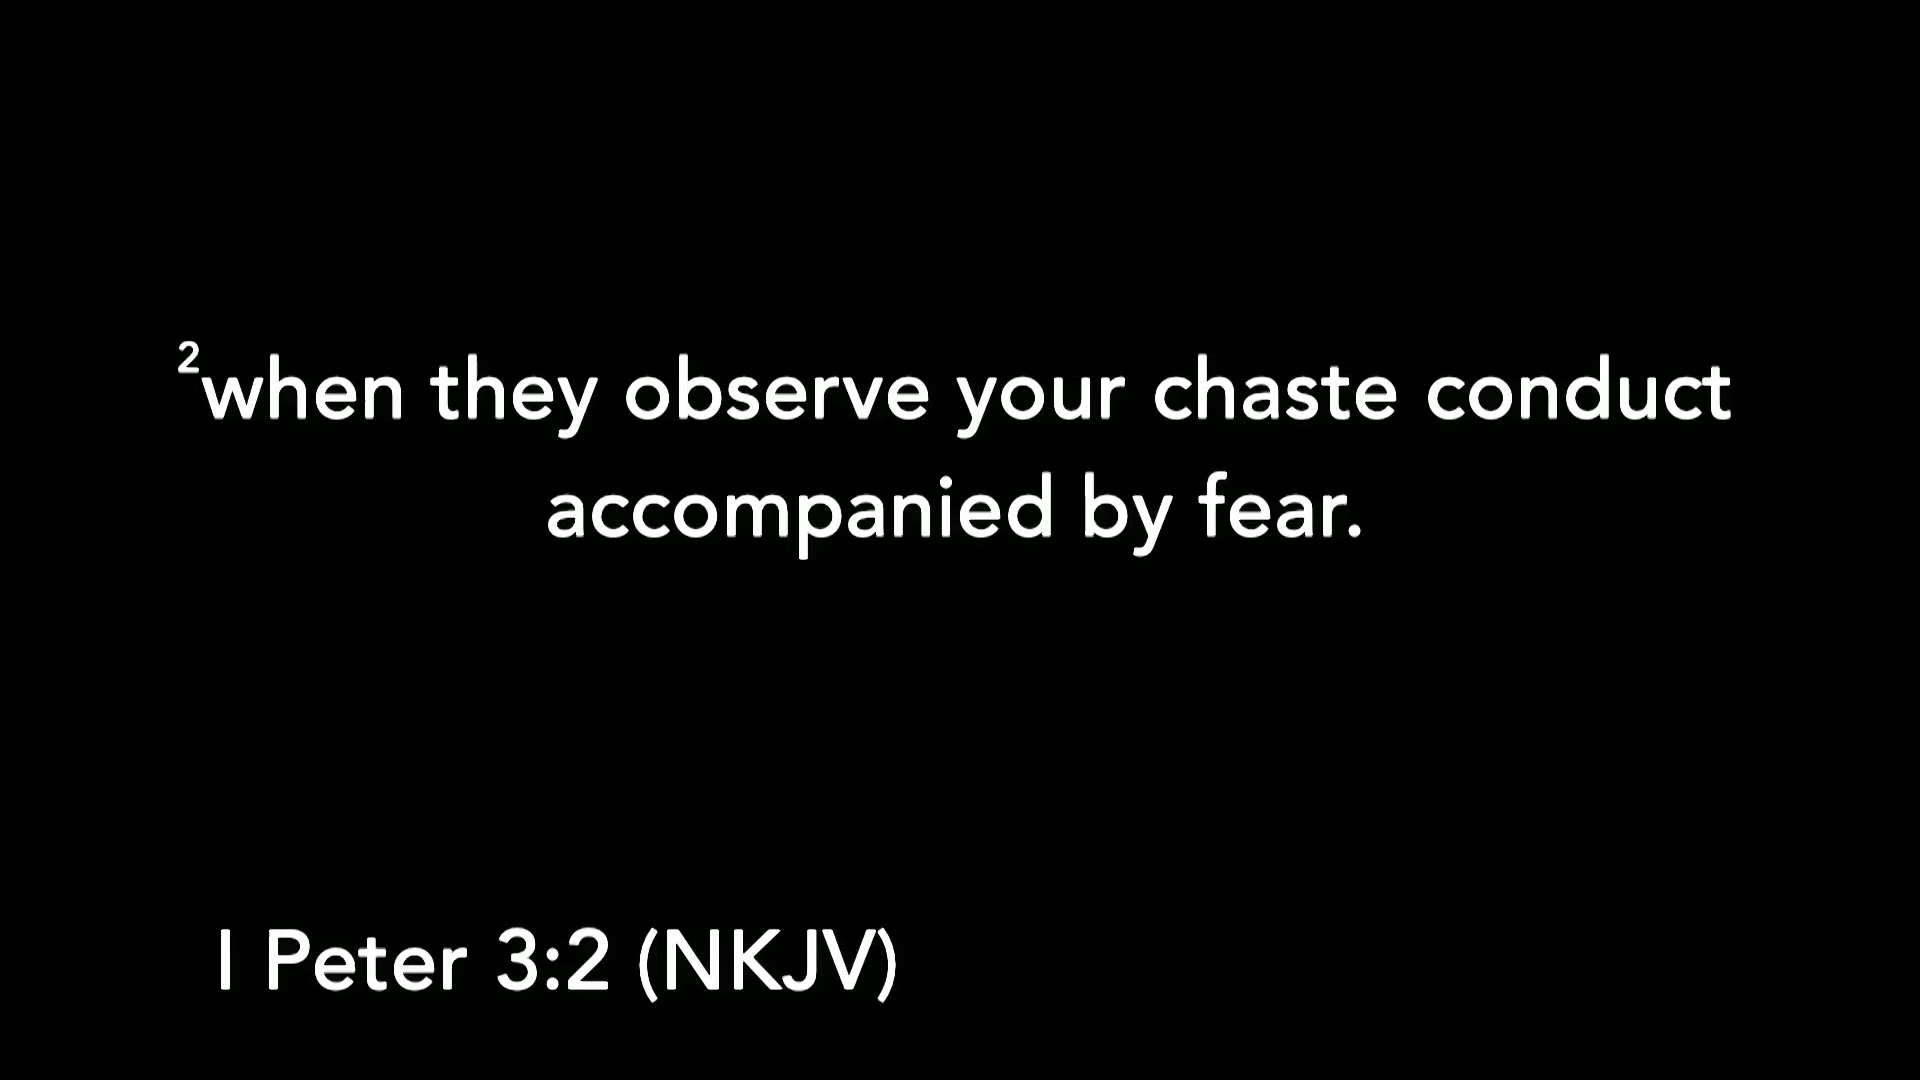 ²when they observe your chaste conduct
accompanied by fear.
I Peter 3:2 (NKJV)